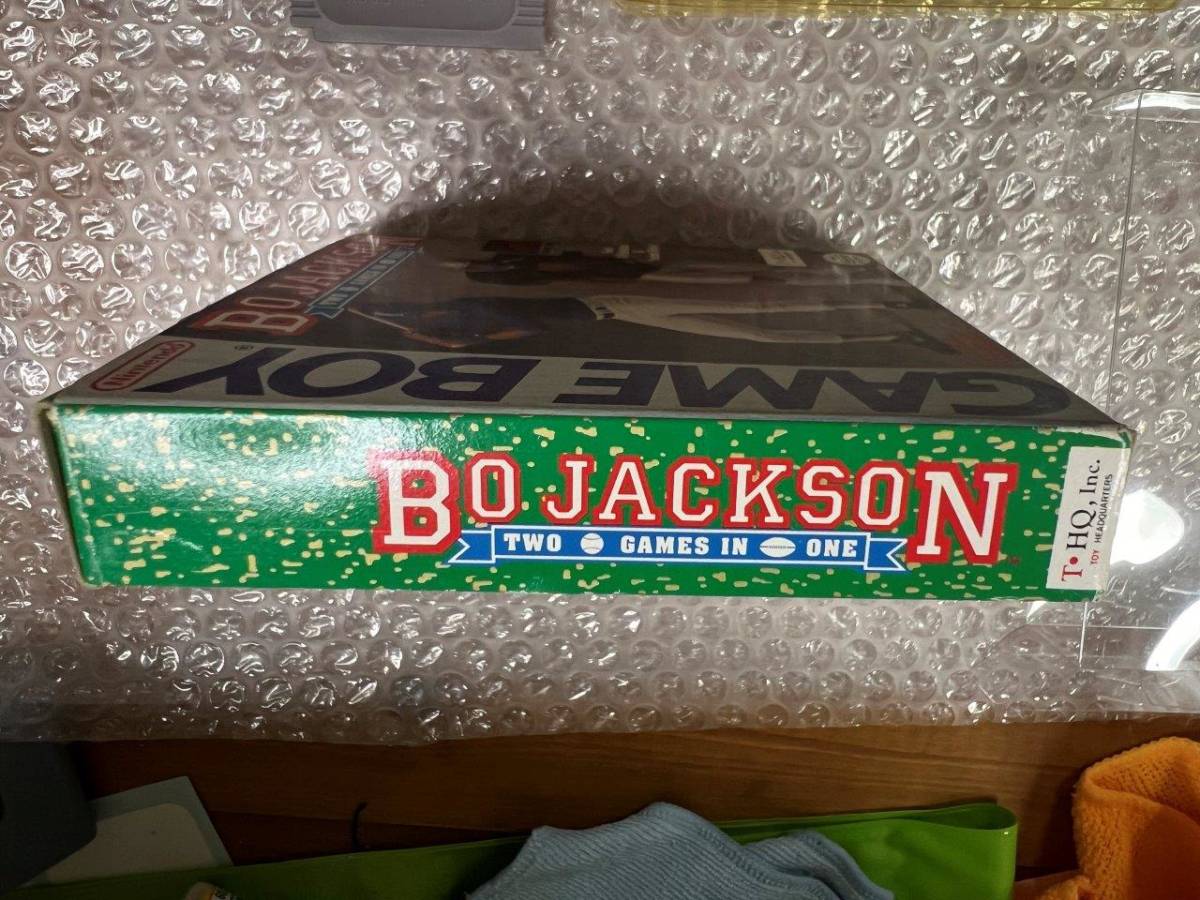 BO JACKSON
Nintendo®
GAME BOY
BO JACKSON
TWO GAMES IN ONE
T•HQ, Inc.
TOY HEADQUARTERS